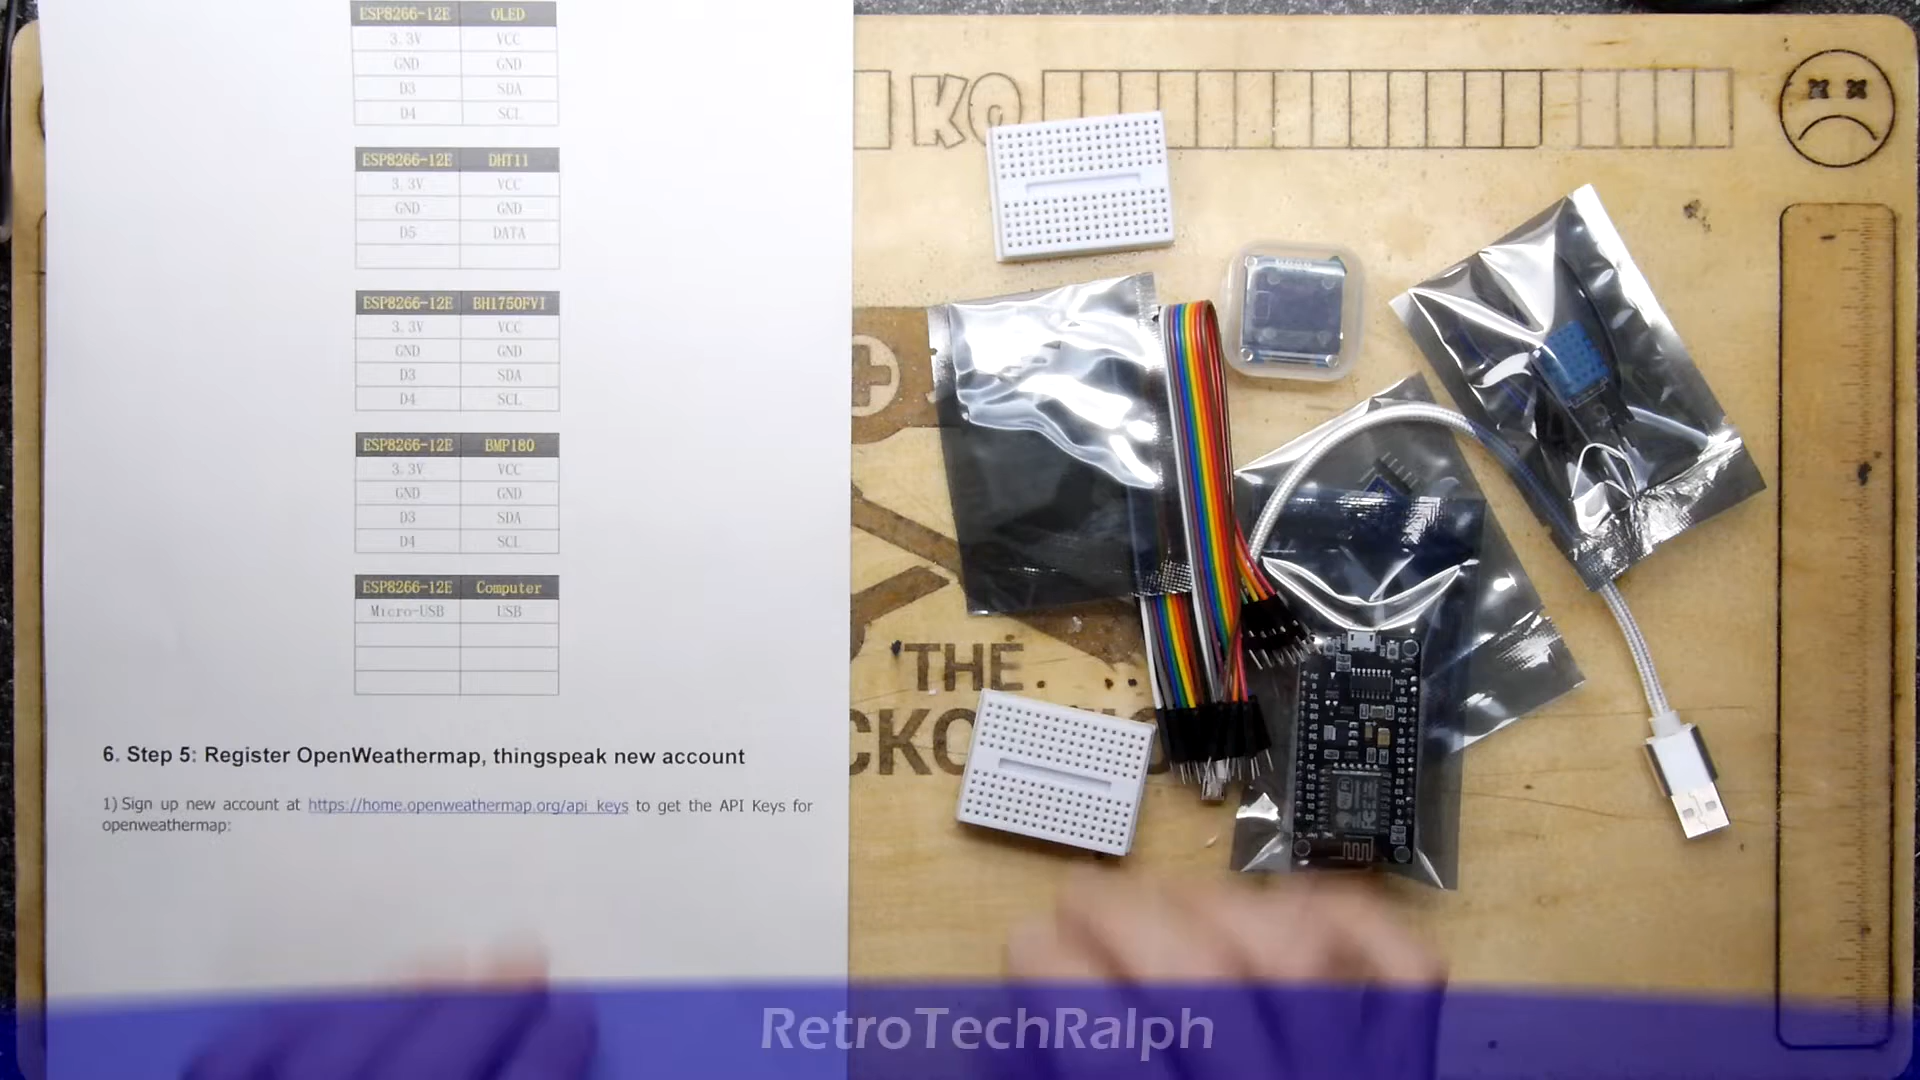 ESP8266-12E OLED
3.3V VCC
GND GND
D3 SDA
D4 SCL
ESP8266-12E DHT11
3.3V VCC
GND GND
D5 DATA
ESP8266-12E BH1750FVI
3.3V VCC
GND GND
D3 SDA
D4 SCL
ESP8266-12E BMP180
3.3V VCC
GND GND
D3 SDA
D4 SCL
ESP8266-12E Computer
Micro-USB USB
6. Step 5: Register OpenWeathermap, thingspeak new account
1) Sign up new account at https://home.openweathermap.org/api_keys to get the API Keys for
openweathermap:
KO
THE
RetroTechRalph